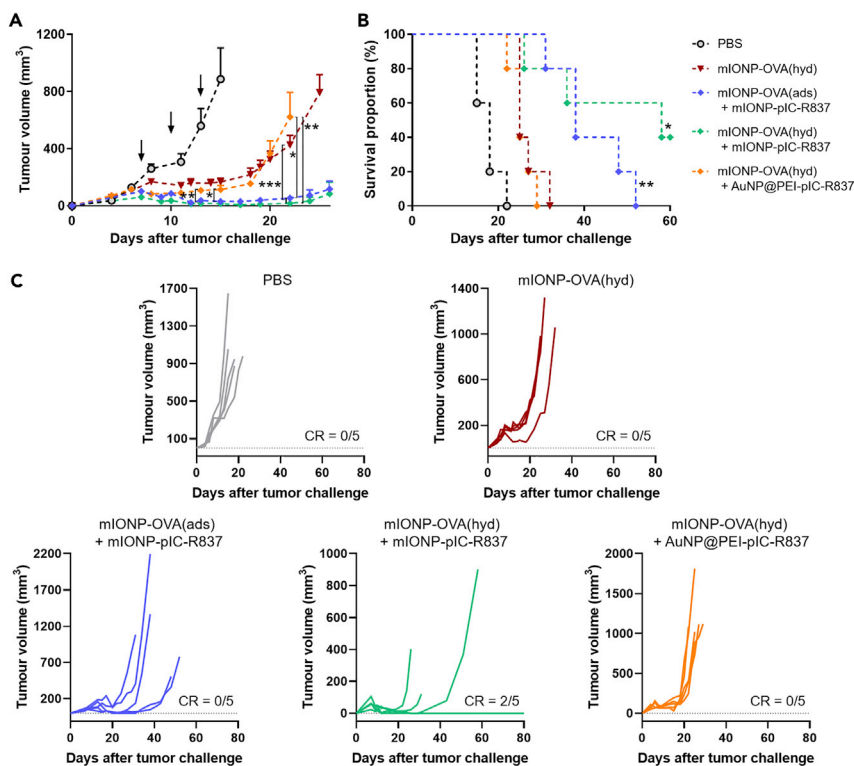 A
Tumour volume (mm³)
1200
800
400
0
0
10
20
Days after tumor challenge
**
*
***
*
**
B
Survival proportion (%)
100
80
60
40
20
0
0
20
40
60
Days after tumor challenge
*
**
PBS
mIONP-OVA(hyd)
mIONP-OVA(ads)
+ mIONP-pIC-R837
mIONP-OVA(hyd)
+ mIONP-pIC-R837
mIONP-OVA(hyd)
+ AuNP@PEI-pIC-R837
C
PBS
Tumour volume (mm³)
1700
1300
900
500
100
CR = 0/5
0
20
40
60
80
Days after tumor challenge
mIONP-OVA(hyd)
Tumour volume (mm³)
1400
1000
600
200
CR = 0/5
0
20
40
60
80
Days after tumor challenge
mIONP-OVA(ads)
+ mIONP-pIC-R837
Tumour volume (mm³)
2200
1700
1200
700
200
CR = 0/5
0
20
40
60
80
Days after tumor challenge
mIONP-OVA(hyd)
+ mIONP-pIC-R837
Tumour volume (mm³)
1000
800
600
400
200
0
CR = 2/5
0
20
40
60
80
Days after tumor challenge
mIONP-OVA(hyd)
+ AuNP@PEI-pIC-R837
Tumour volume (mm³)
2000
1500
1000
500
0
CR = 0/5
0
20
40
60
80
Days after tumor challenge